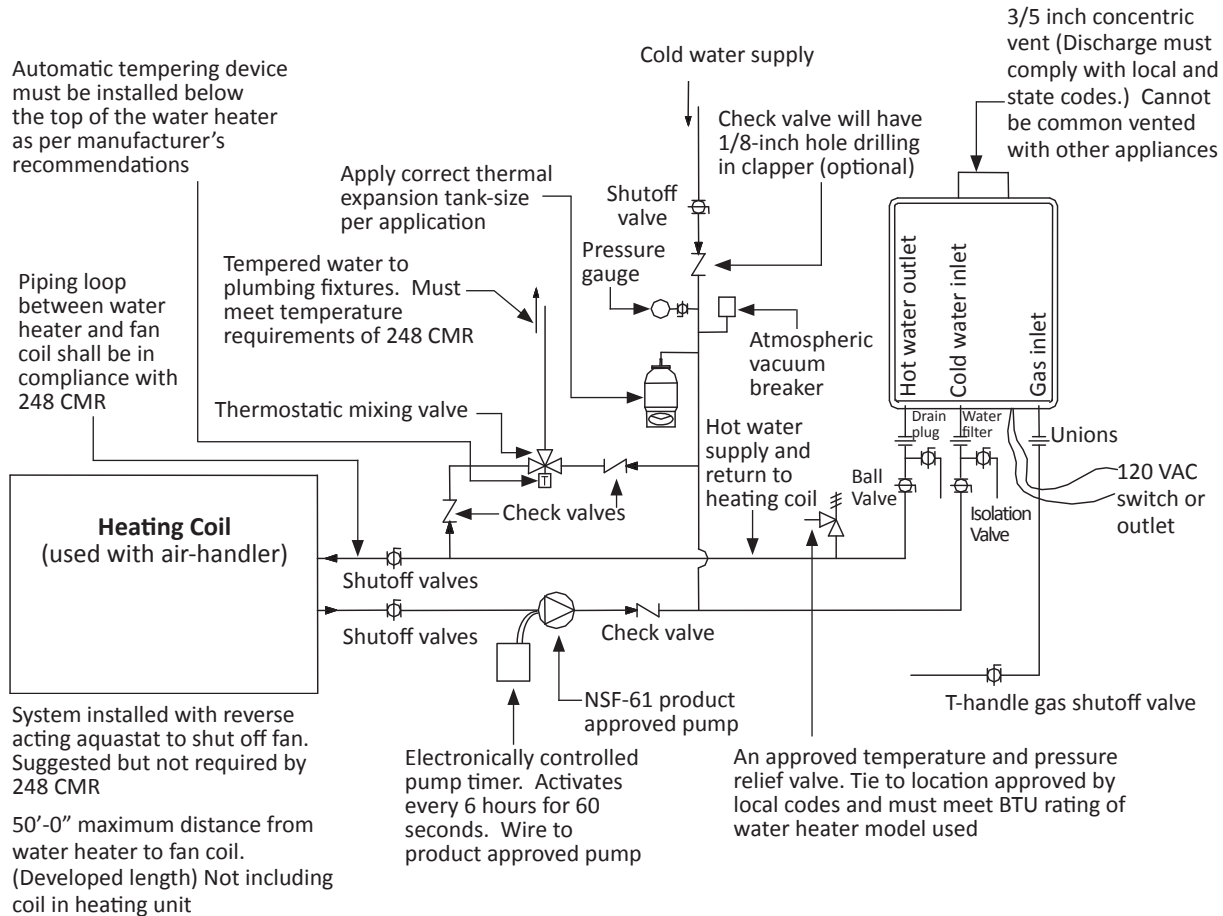 3/5 inch concentric
vent (Discharge must
comply with local and
state codes.)  Cannot
be common vented
with other appliances
Cold water supply
Automatic tempering device
must be installed below
the top of the water heater
as per manufacturer’s
recommendations
Check valve will have
1/8-inch hole drilling
in clapper (optional)
Apply correct thermal
expansion tank-size
per application
Shutoff
valve
Pressure
gauge
Tempered water to
plumbing fixtures.  Must
meet temperature
requirements of 248 CMR
Piping loop
between water
heater and fan
coil shall be in
compliance with
248 CMR
Atmospheric
vacuum
breaker
Hot water outlet
Cold water inlet
Gas inlet
Thermostatic mixing valve
Drain
plug
Water
filter
Unions
Hot water
supply and
return to
heating coil
Ball
Valve
Isolation
Valve
120 VAC
switch or
outlet
T
Check valves
Heating Coil
(used with air-handler)
Shutoff valves
Shutoff valves
Check valve
NSF-61 product
approved pump
T-handle gas shutoff valve
System installed with reverse
acting aquastat to shut off fan.
Suggested but not required by
248 CMR
50’-0” maximum distance from
water heater to fan coil.
(Developed length) Not including
coil in heating unit
Electronically controlled
pump timer.  Activates
every 6 hours for 60
seconds.  Wire to
product approved pump
An approved temperature and pressure
relief valve. Tie to location approved by
local codes and must meet BTU rating of
water heater model used